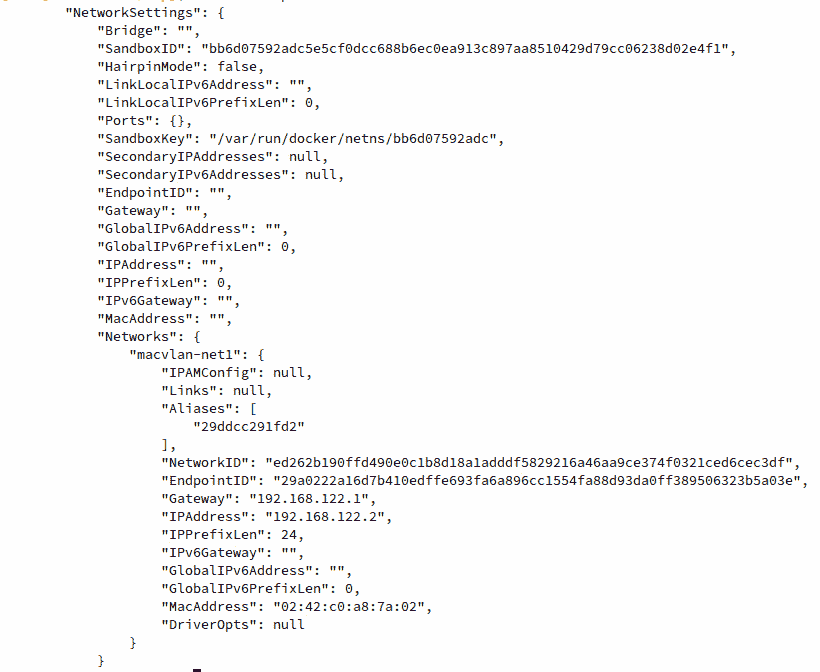 "NetworkSettings": {
"Bridge": "",
"SandboxID": "bb6d07592adc5e5cf0dcc688b6ec0ea913c897aa8510429d79cc06238d02e4f1",
"HairpinMode": false,
"LinkLocalIPv6Address": "",
"LinkLocalIPv6PrefixLen": 0,
"Ports": {},
"SandboxKey": "/var/run/docker/netns/bb6d07592adc",
"SecondaryIPAddresses": null,
"SecondaryIPv6Addresses": null,
"EndpointID": "",
"Gateway": "",
"GlobalIPv6Address": "",
"GlobalIPv6PrefixLen": 0,
"IPAddress": "",
"IPPrefixLen": 0,
"IPv6Gateway": "",
"MacAddress": "",
"Networks": {
"macvlan-net1": {
"IPAMConfig": null,
"Links": null,
"Aliases": [
"29ddcc291fd2"
],
"NetworkID": "ed262b190ffd490e0c1b8d18a1adddf5829216a46aa9ce374f0321ced6cec3df",
"EndpointID": "29a0222a16d7b410edffe693fa6a896cc1554fa88d93da0ff389506323b5a03e",
"Gateway": "192.168.122.1",
"IPAddress": "192.168.122.2",
"IPPrefixLen": 24,
"IPv6Gateway": "",
"GlobalIPv6Address": "",
"GlobalIPv6PrefixLen": 0,
"MacAddress": "02:42:c0:a8:7a:02",
"DriverOpts": null
}
}